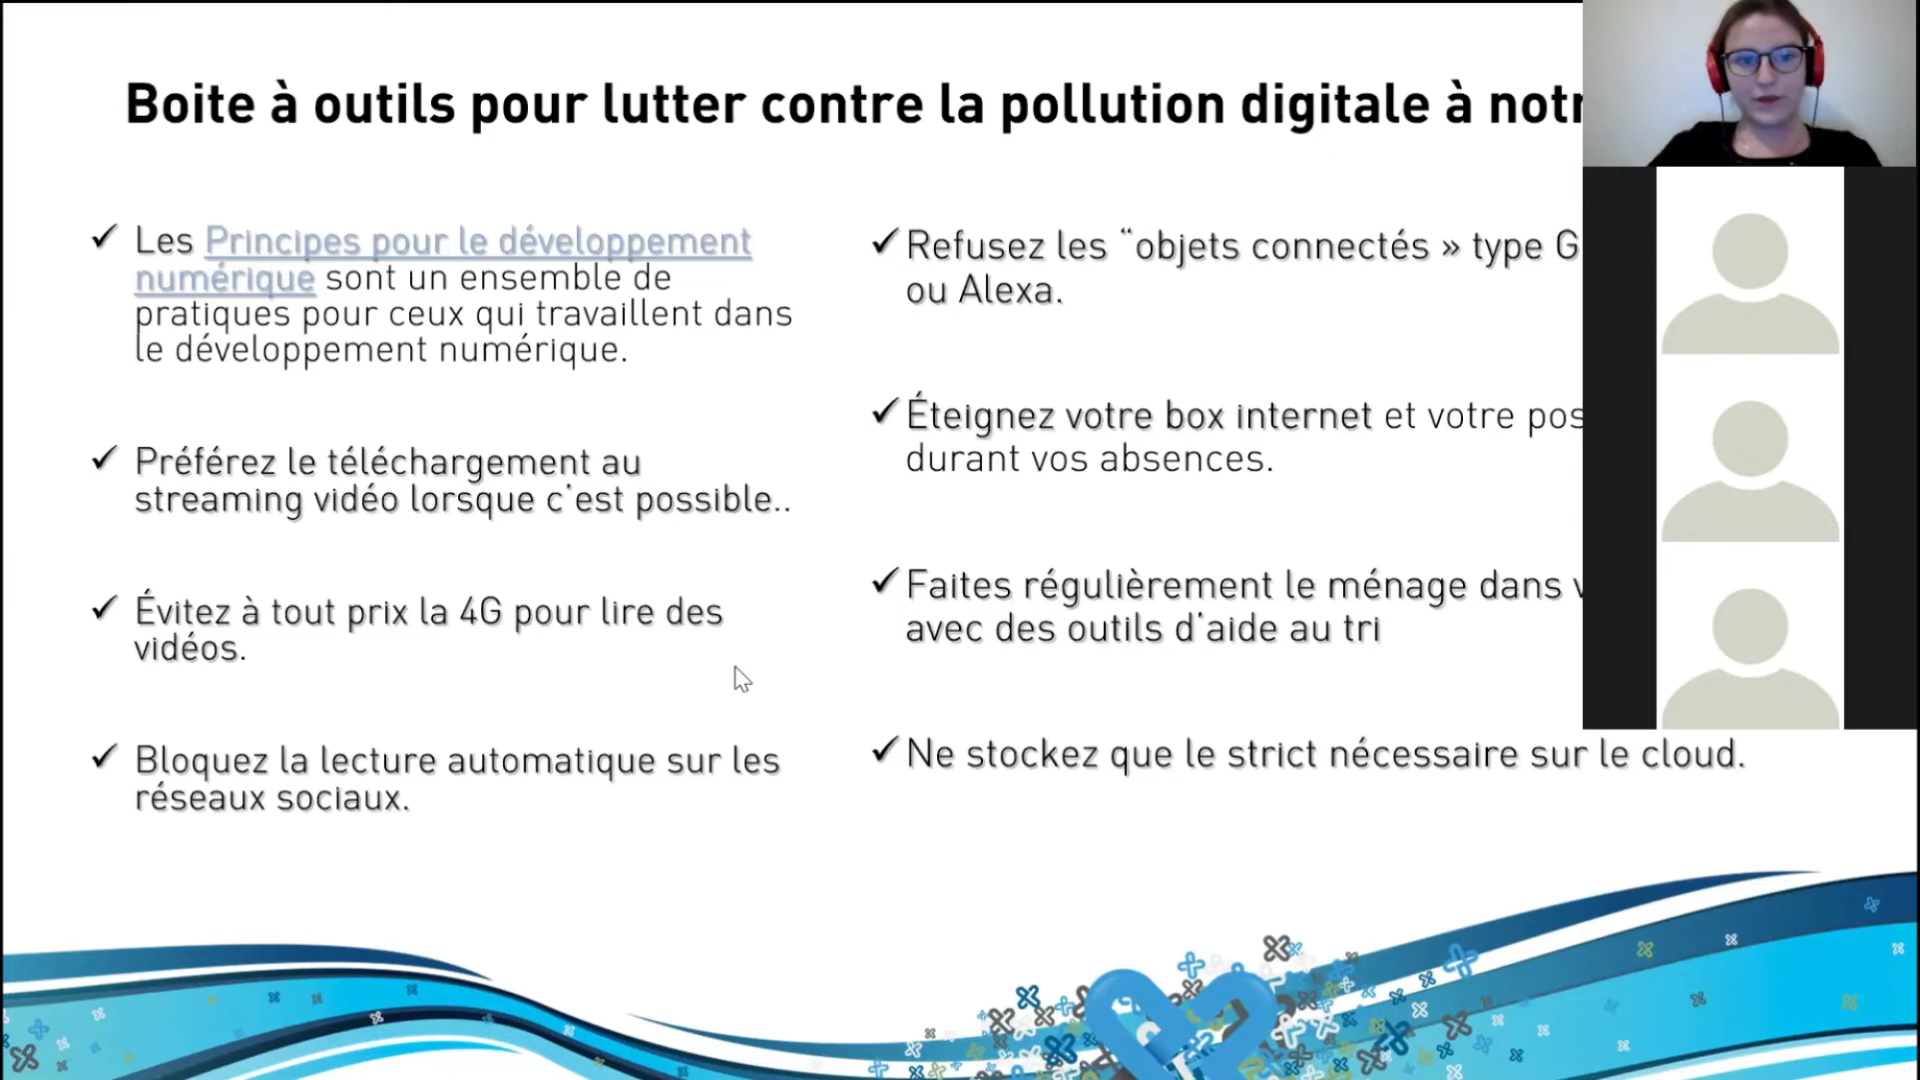 Boite à outils pour lutter contre la pollution digitale à
✓ Les Principes pour le développement
numérique sont un ensemble de
pratiques pour ceux qui travaillent dans
le développement numérique.
✓ Préférez le téléchargement au
streaming vidéo lorsque c'est possible..
✓ Évitez à tout prix la 4G pour lire des
vidéos.
✓ Bloquez la lecture automatique sur les
réseaux sociaux.
✓ Refusez les “objets connectés » type G
ou Alexa.
✓ Éteignez votre box internet et votre
durant vos absences.
✓ Faites régulièrement le ménage dans
avec des outils d'aide au tri
✓ Ne stockez que le strict nécessaire sur le cloud.